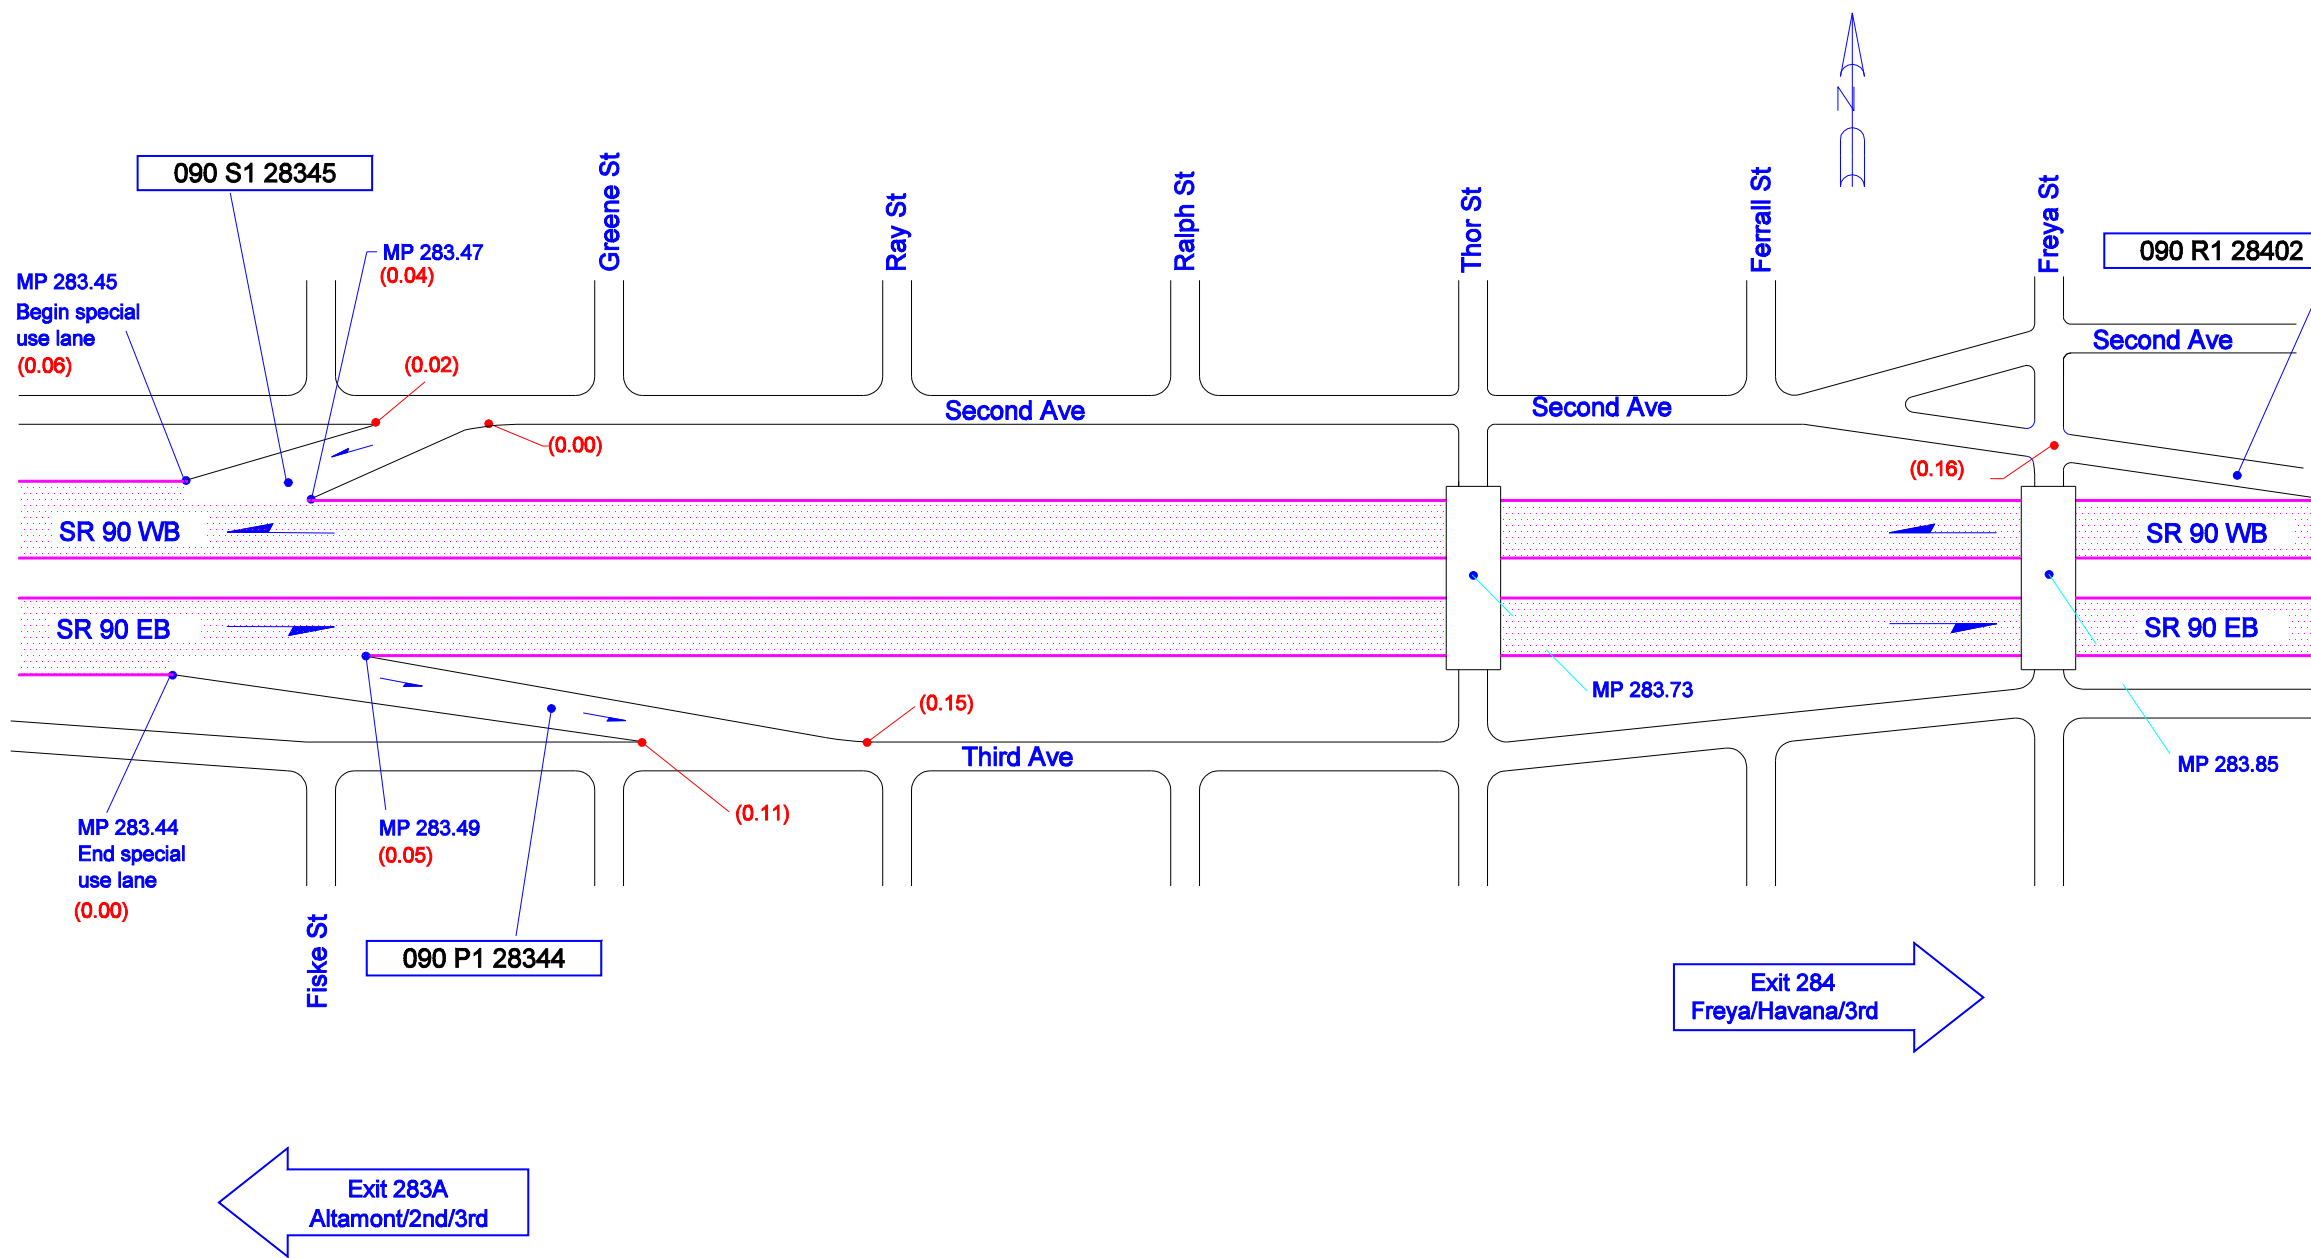 N
090 S1 28345
Greene St
Ray St
Ralph St
Thor St
Ferrall St
Freya St
090 R1 28402
MP 283.47
(0.04)
MP 283.45
Begin special
use lane
(0.06)
(0.02)
Second Ave
Second Ave
Second Ave
(0.00)
(0.16)
SR 90 WB
SR 90 WB
SR 90 EB
SR 90 EB
MP 283.73
(0.15)
Third Ave
MP 283.85
(0.11)
MP 283.44
End special
use lane
(0.00)
MP 283.49
(0.05)
Fiske St
090 P1 28344
Exit 284
Freya/Havana/3rd
Exit 283A
Altamont/2nd/3rd